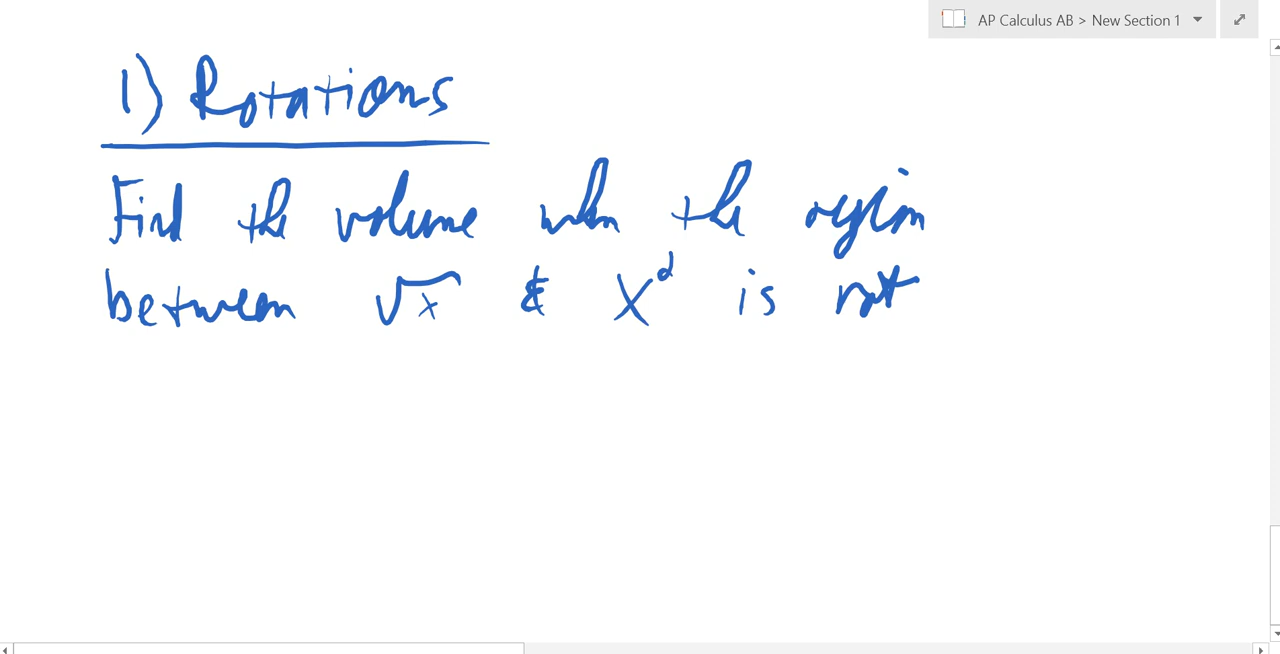 AP Calculus AB > New Section 1
1) Rotations
Find the volume when the region
between √x & x² is rot